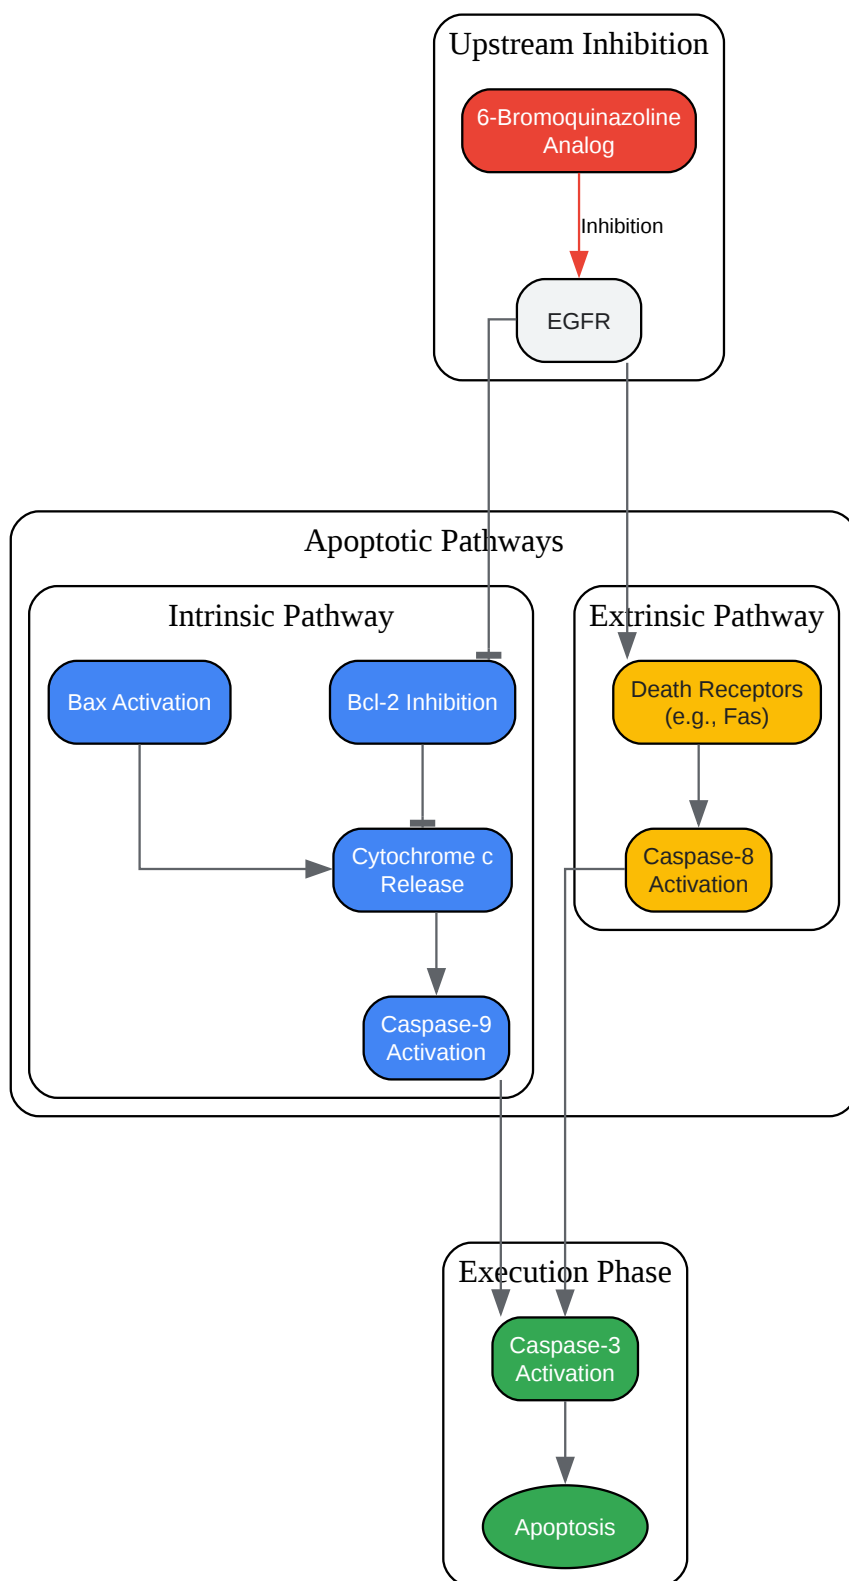 Upstream Inhibition
6-Bromoquinazoline
Analog
Inhibition
EGFR
Apoptotic Pathways
Intrinsic Pathway
Extrinsic Pathway
Bax Activation
Bcl-2 Inhibition
Death Receptors
(e.g., Fas)
Cytochrome c
Release
Caspase-8
Activation
Caspase-9
Activation
Execution Phase
Caspase-3
Activation
Apoptosis